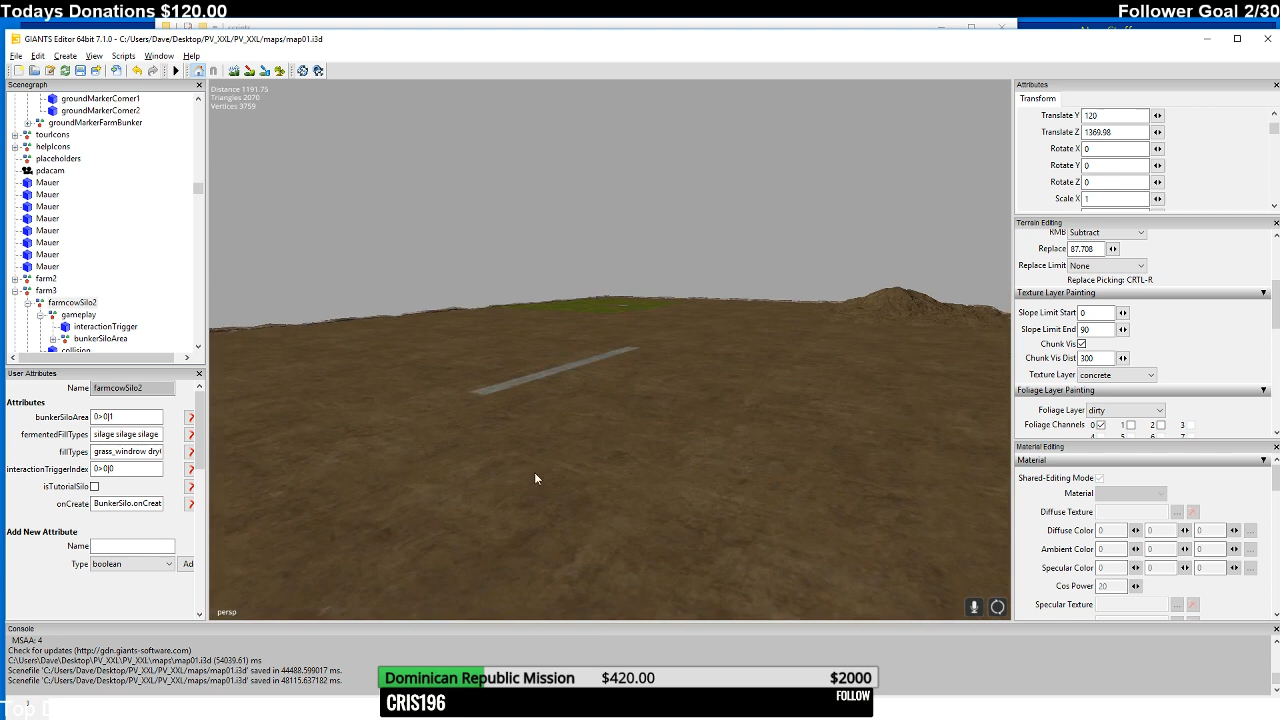 Todays Donations $120.00
Follower Goal 2/30
GIANTS Editor 64bit 7.1.0 - C:/Users/Dave/Desktop/PV_XXL/PV_XXL/maps/map01.i3d
File Edit Create View Scripts Window Help
Scenegraph
groundMarkerCorner1
groundMarkerCorner2
groundMarkerFarmBunker
tourIcons
helpIcons
placeholders
pdacam
Mauer
Mauer
Mauer
Mauer
Mauer
Mauer
Mauer
Mauer
farm2
farm3
farmcowSilo2
gameplay
interactionTrigger
bunkerSiloArea
collision
User Attributes
Name farmcowSilo2
Attributes
bunkerSiloArea 0>0|1
fermentedFillTypes silage silage silage
fillTypes grass_windrow dry
interactionTriggerIndex 0>0|0
isTutorialSilo
onCreate BunkerSilo.onCreat
Add New Attribute
Name
Type boolean Ad
Distance 1191.75
Triangles 2070
Vertices 3759
persp
Attributes
Transform
Translate Y 120
Translate Z 1369.98
Rotate X 0
Rotate Y 0
Rotate Z 0
Scale X 1
Terrain Editing
RMB Subtract
Replace 87.708
Replace Limit None
Replace Picking: CRTL-R
Texture Layer Painting
Slope Limit Start 0
Slope Limit End 90
Chunk Vis
Chunk Vis Dist 300
Texture Layer concrete
Foliage Layer Painting
Foliage Layer dirty
Foliage Channels 0 1 2 3
Material Editing
Material
Shared-Editing Mode
Material
Diffuse Texture ...
Diffuse Color 0 0 0 ...
Ambient Color 0 0 0 ...
Specular Color 0 0 0 ...
Cos Power 20
Specular Texture ...
Console
MSAA: 4
Check for updates (http://gdn.giants-software.com)
C:\Users\Dave\Desktop\PV_XXL\PV_XXL\maps\map01.i3d (54039.61) ms
Scenefile 'C:/Users/Dave/Desktop/PV_XXL/PV_XXL/maps/map01.i3d' saved in 44488.599017 ms.
Scenefile 'C:/Users/Dave/Desktop/PV_XXL/PV_XXL/maps/map01.i3d' saved in 48115.637182 ms.
Dominican Republic Mission $420.00 $2000
CRIS196 FOLLOW